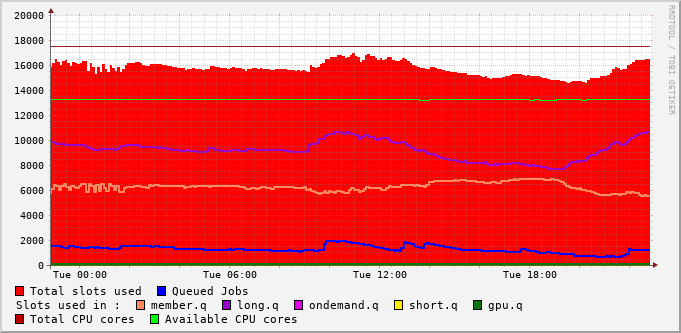 20000
18000
16000
14000
12000
10000
8000
6000
4000
2000
0
Tue 00:00 Tue 06:00 Tue 12:00 Tue 18:00
RRDTOOL / TOBI OETIKER
Total slots used Queued Jobs
Slots used in : member.q long.q ondemand.q short.q gpu.q
Total CPU cores Available CPU cores